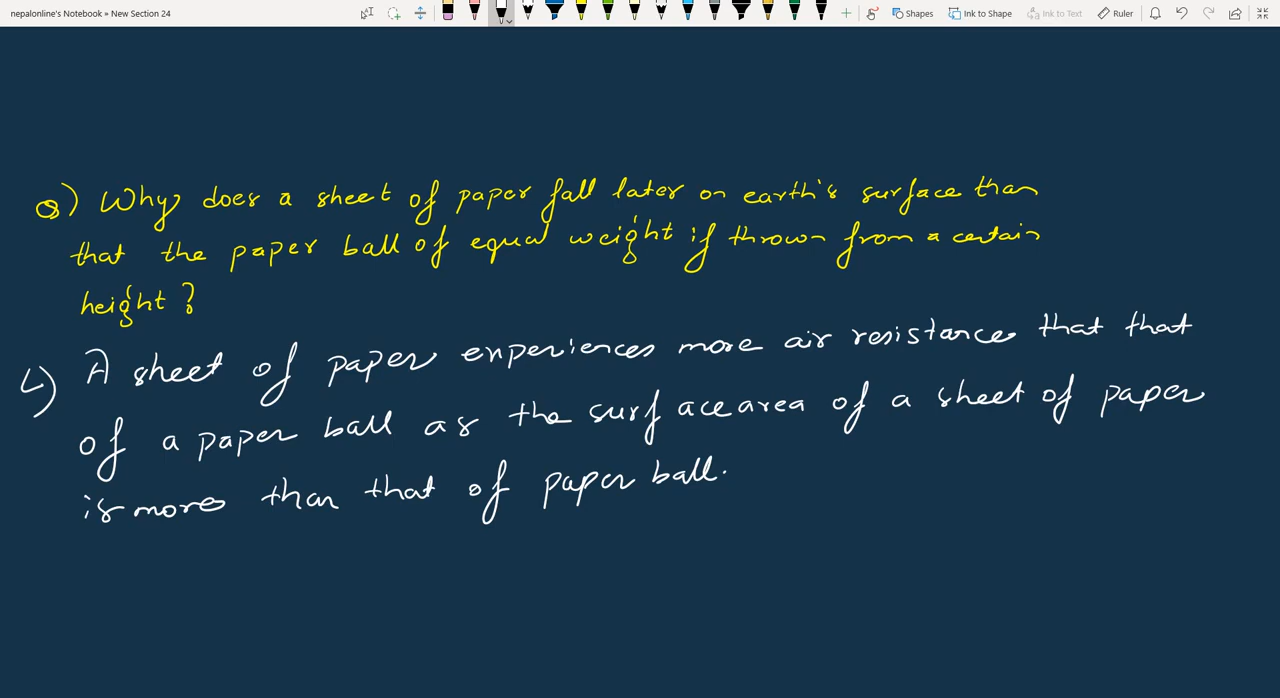 nepalonline's Notebook » New Section 24
Shapes Ink to Shape Ink to Text Ruler
Q) Why does a sheet of paper fall later on earth's surface than
that the paper ball of equal weight if thrown from a certain
height?
A sheet of paper experiences more air resistance that that
of a paper ball as the surface area of a sheet of paper
is more than that of paper ball.